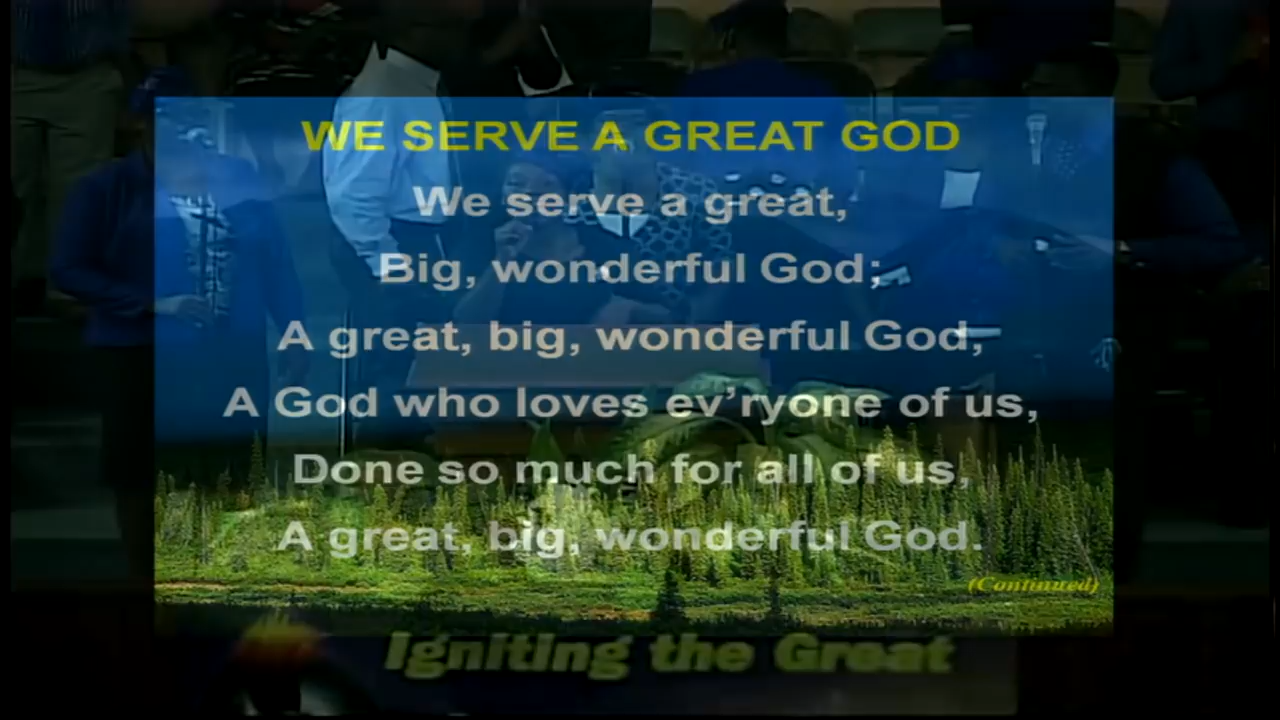 WE SERVE A GREAT GOD
We serve a great,
Big, wonderful God;
A great, big, wonderful God,
A God who loves ev’ryone of us,
Done so much for all of us,
A great, big, wonderful God.
(Continued)
Igniting the Great